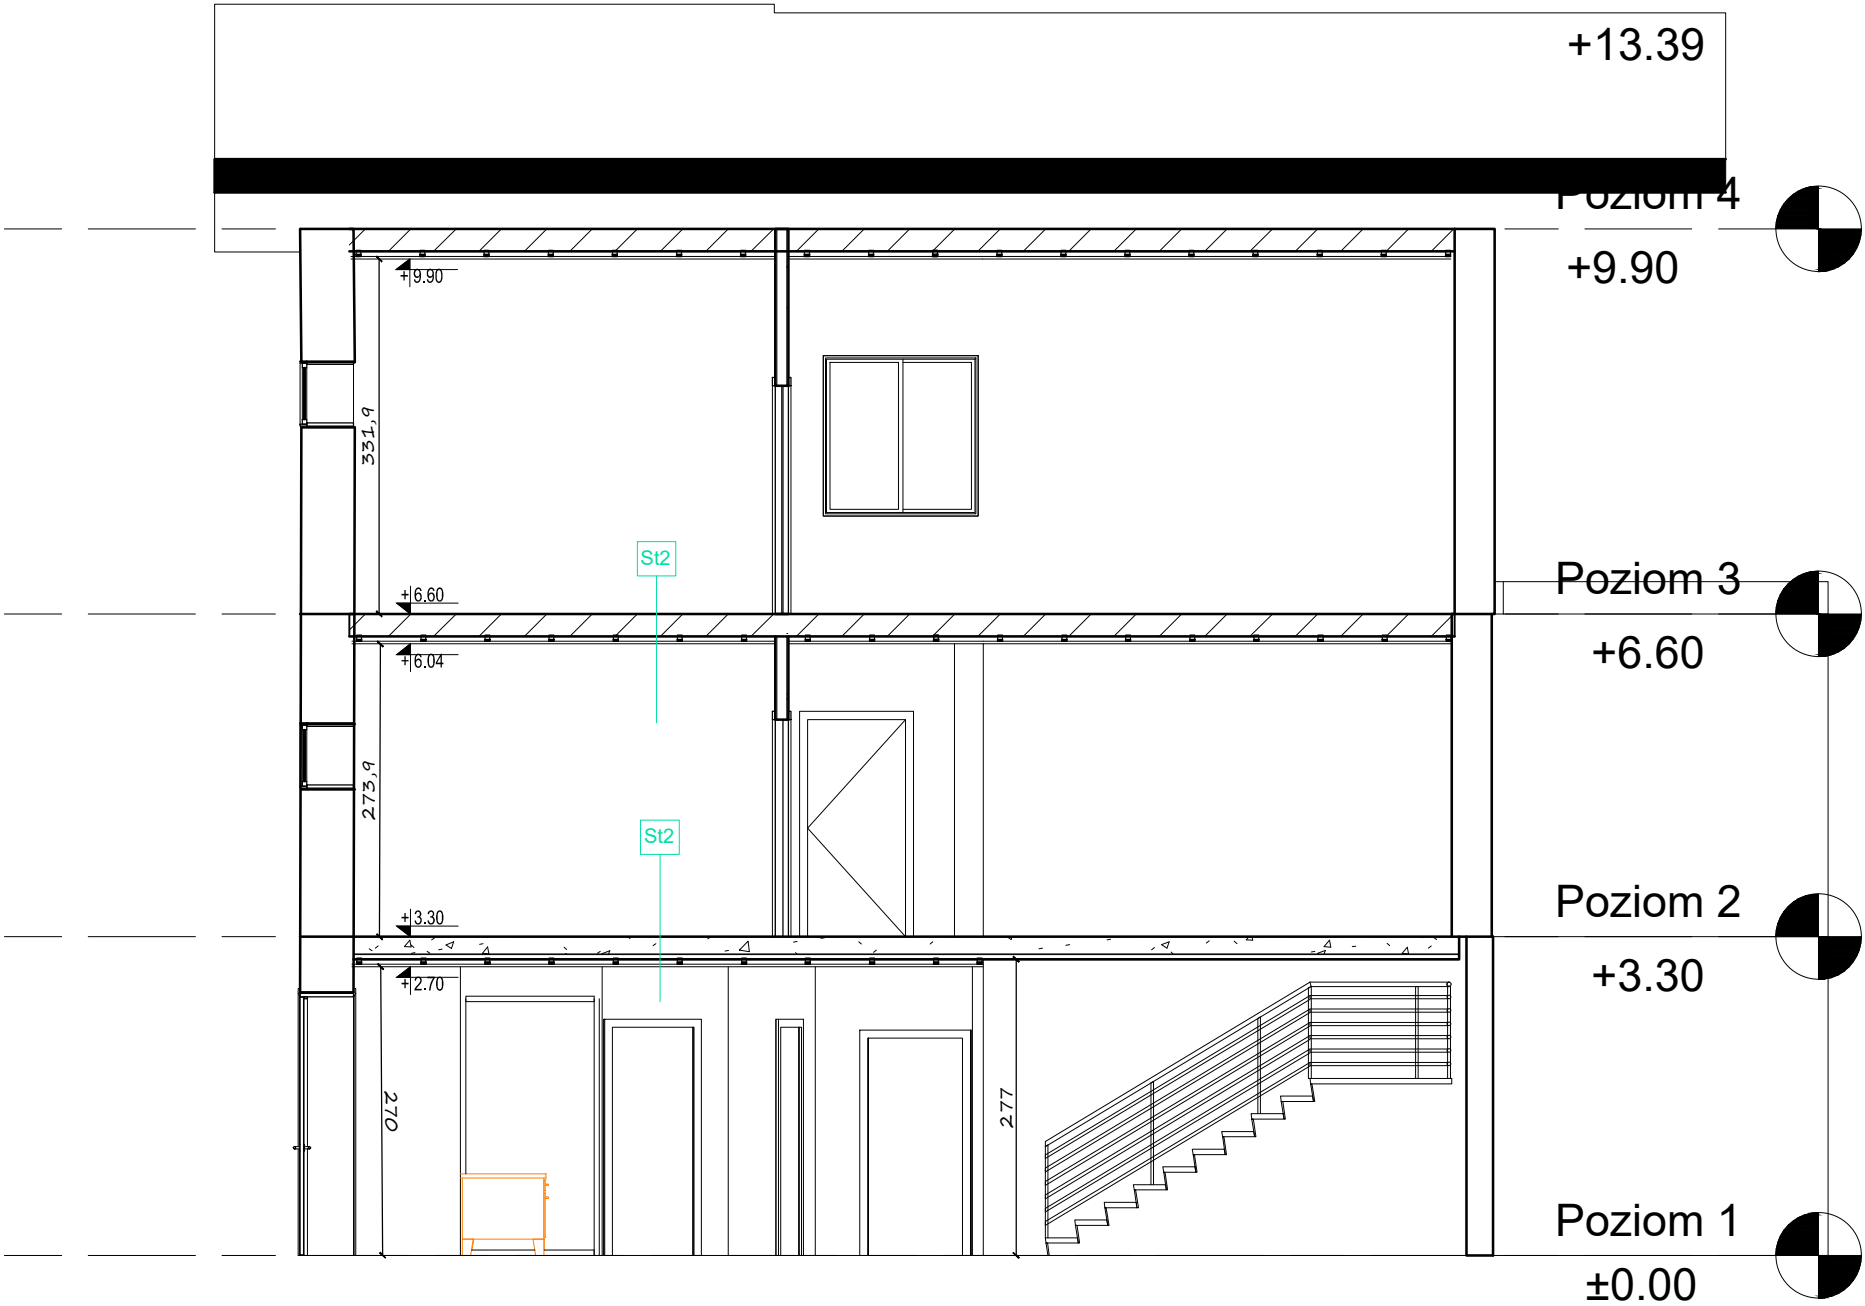 +13.39
Poziom 4
+9.90
+9.90
331,9
St2
+6.60
Poziom 3
+6.60
+6.04
273,9
St2
+3.30
Poziom 2
+3.30
+2.70
270
277
Poziom 1
±0.00